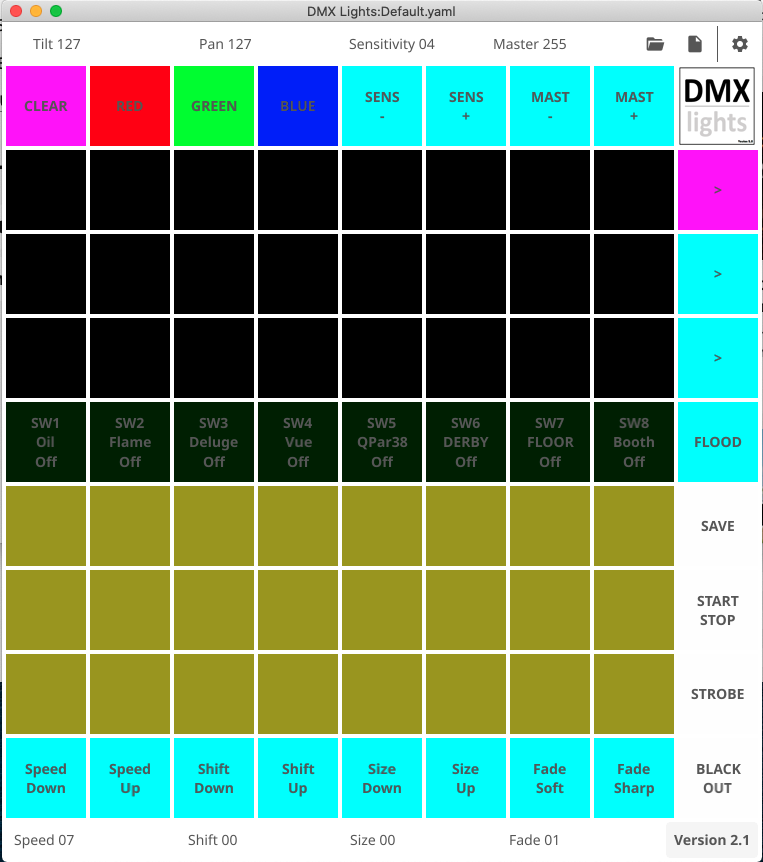 DMX Lights:Default.yaml
Tilt 127 Pan 127 Sensitivity 04 Master 255
CLEAR
RED
GREEN
BLUE
SENS
-
SENS
+
MAST
-
MAST
+
DMX
lights
>
>
>
SW1
Oil
Off
SW2
Flame
Off
SW3
Deluge
Off
SW4
Vue
Off
SW5
QPar38
Off
SW6
DERBY
Off
SW7
FLOOR
Off
SW8
Booth
Off
FLOOD
SAVE
START
STOP
STROBE
Speed
Down
Speed
Up
Shift
Down
Shift
Up
Size
Down
Size
Up
Fade
Soft
Fade
Sharp
BLACK
OUT
Speed 07 Shift 00 Size 00 Fade 01 Version 2.1